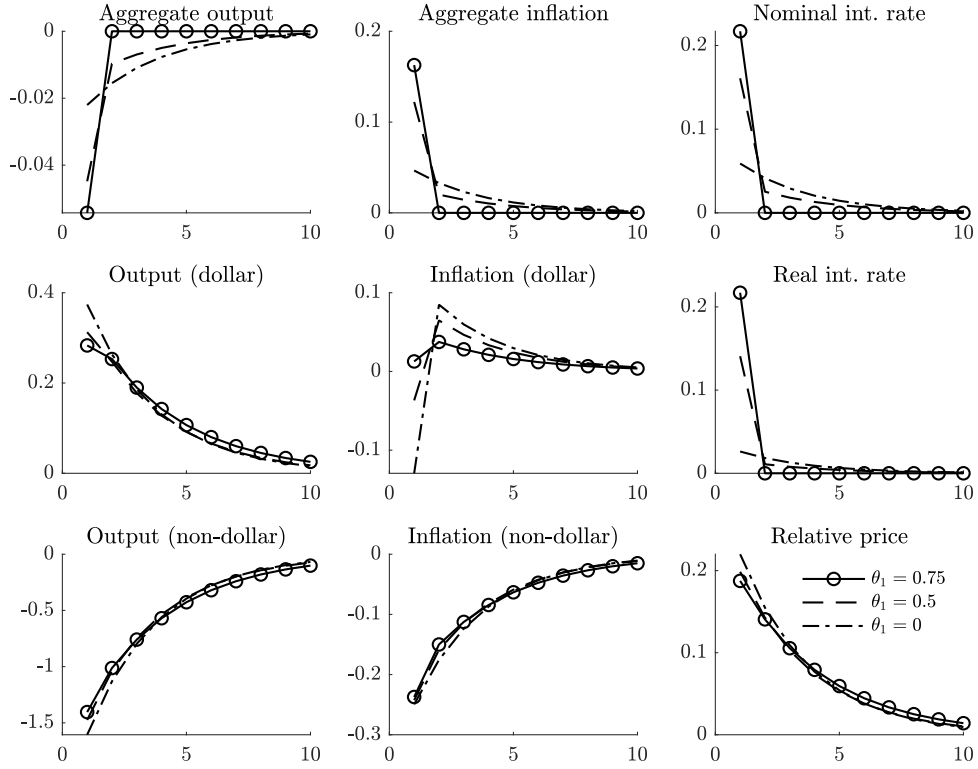 Aggregate output
Aggregate inflation
Nominal int. rate
0
-0.02
-0.04
0 5 10
0.2
0.1
0
0 5 10
0.2
0.1
0
0 5 10
Output (dollar)
Inflation (dollar)
Real int. rate
0.4
0.2
0
0 5 10
0.1
0
-0.1
0 5 10
0.2
0.1
0
0 5 10
Output (non-dollar)
Inflation (non-dollar)
Relative price
0
-0.5
-1
-1.5
0 5 10
0
-0.1
-0.2
-0.3
0 5 10
0.2
0.1
0
0 5 10
θ₁ = 0.75
θ₁ = 0.5
θ₁ = 0